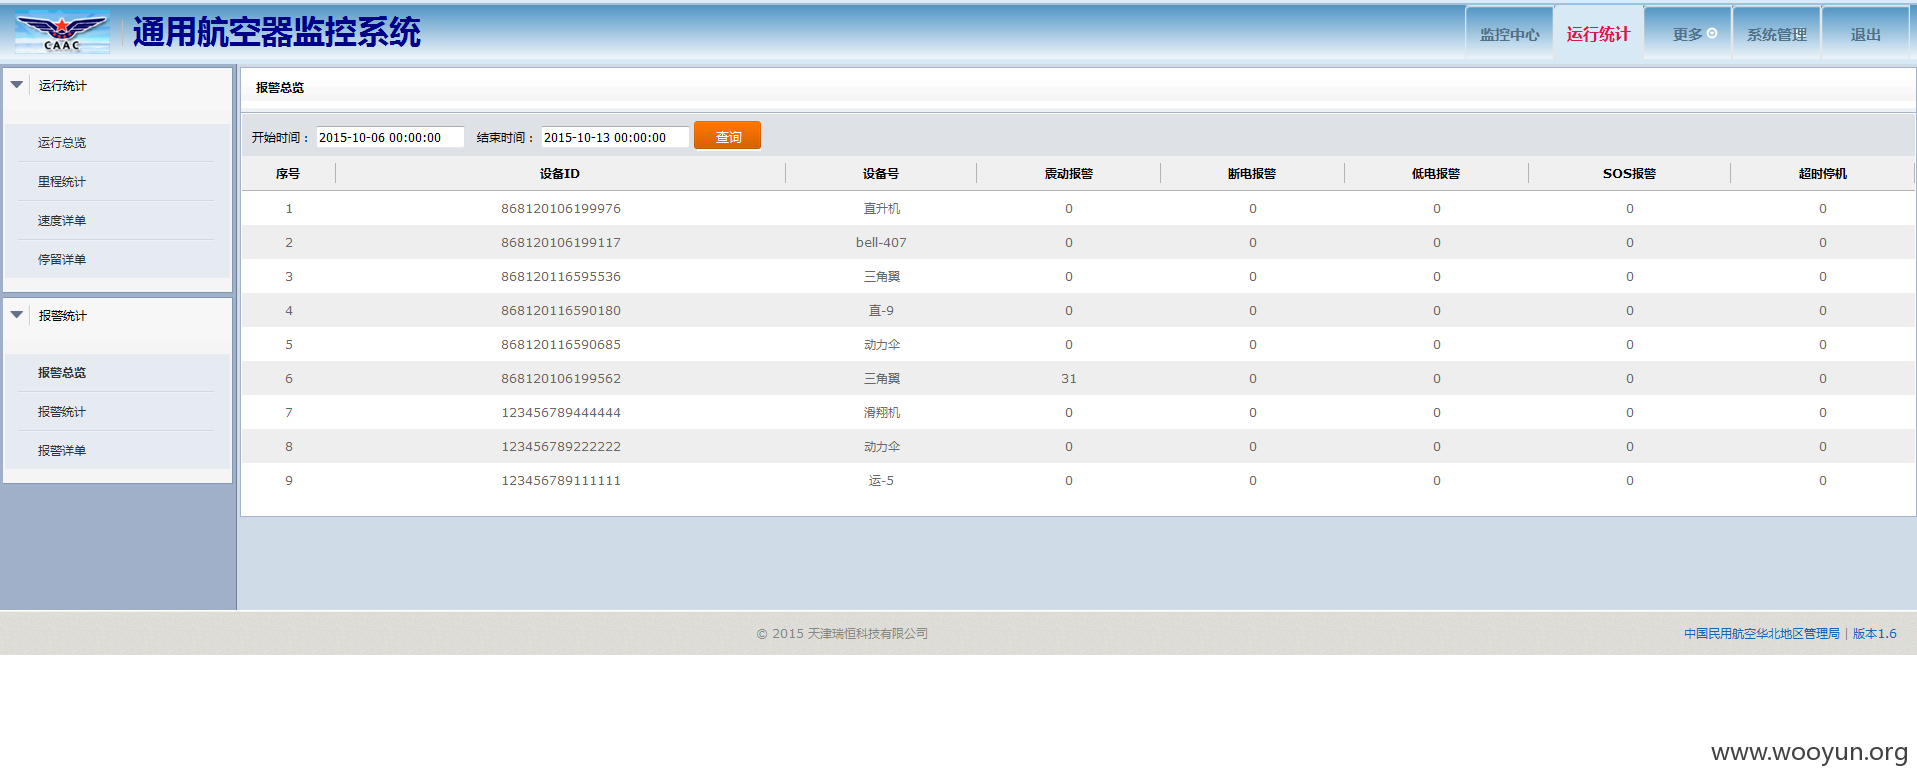 CAAC
通用航空器监控系统
监控中心 运行统计 更多 系统管理 退出
运行统计
运行总览
里程统计
速度详单
停留详单
报警统计
报警总览
报警统计
报警详单
报警总览
开始时间： 2015-10-06 00:00:00 结束时间： 2015-10-13 00:00:00 查询
序号 设备ID 设备号 震动报警 断电报警 低电报警 SOS报警 超时停机
1 868120106199976 直升机 0 0 0 0 0
2 868120106199117 bell-407 0 0 0 0 0
3 868120116595536 三角翼 0 0 0 0 0
4 868120116590180 直-9 0 0 0 0 0
5 868120116590685 动力伞 0 0 0 0 0
6 868120106199562 三角翼 31 0 0 0 0
7 123456789444444 滑翔机 0 0 0 0 0
8 123456789222222 动力伞 0 0 0 0 0
9 123456789111111 运-5 0 0 0 0 0
© 2015 天津瑞恒科技有限公司
中国民用航空华北地区管理局 | 版本1.6
www.wooyun.org